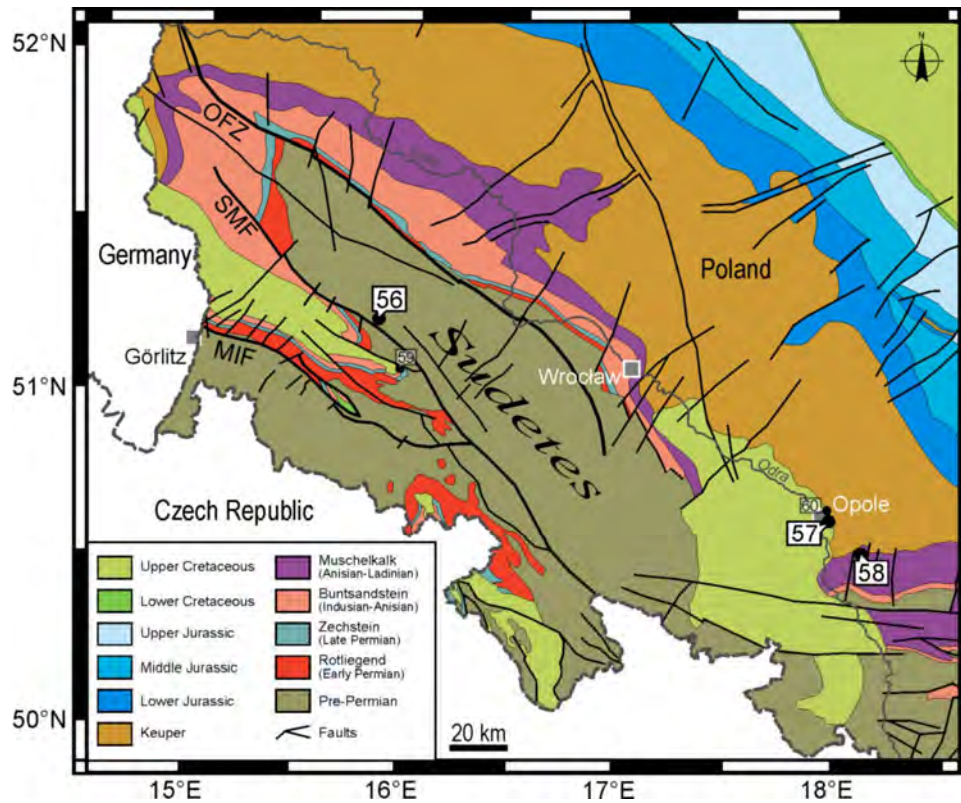 52°N
51°N
50°N
15°E
16°E
17°E
18°E
N
OFZ
SMF
MIF
Germany
Görlitz
Poland
56
59
Sudetes
Wrocław
Odra
60
Opole
57
58
Czech Republic
Upper Cretaceous
Lower Cretaceous
Upper Jurassic
Middle Jurassic
Lower Jurassic
Keuper
Muschelkalk
(Anisian-Ladinian)
Buntsandstein
(Indusian-Anisian)
Zechstein
(Late Permian)
Rotliegend
(Early Permian)
Pre-Permian
Faults
20 km